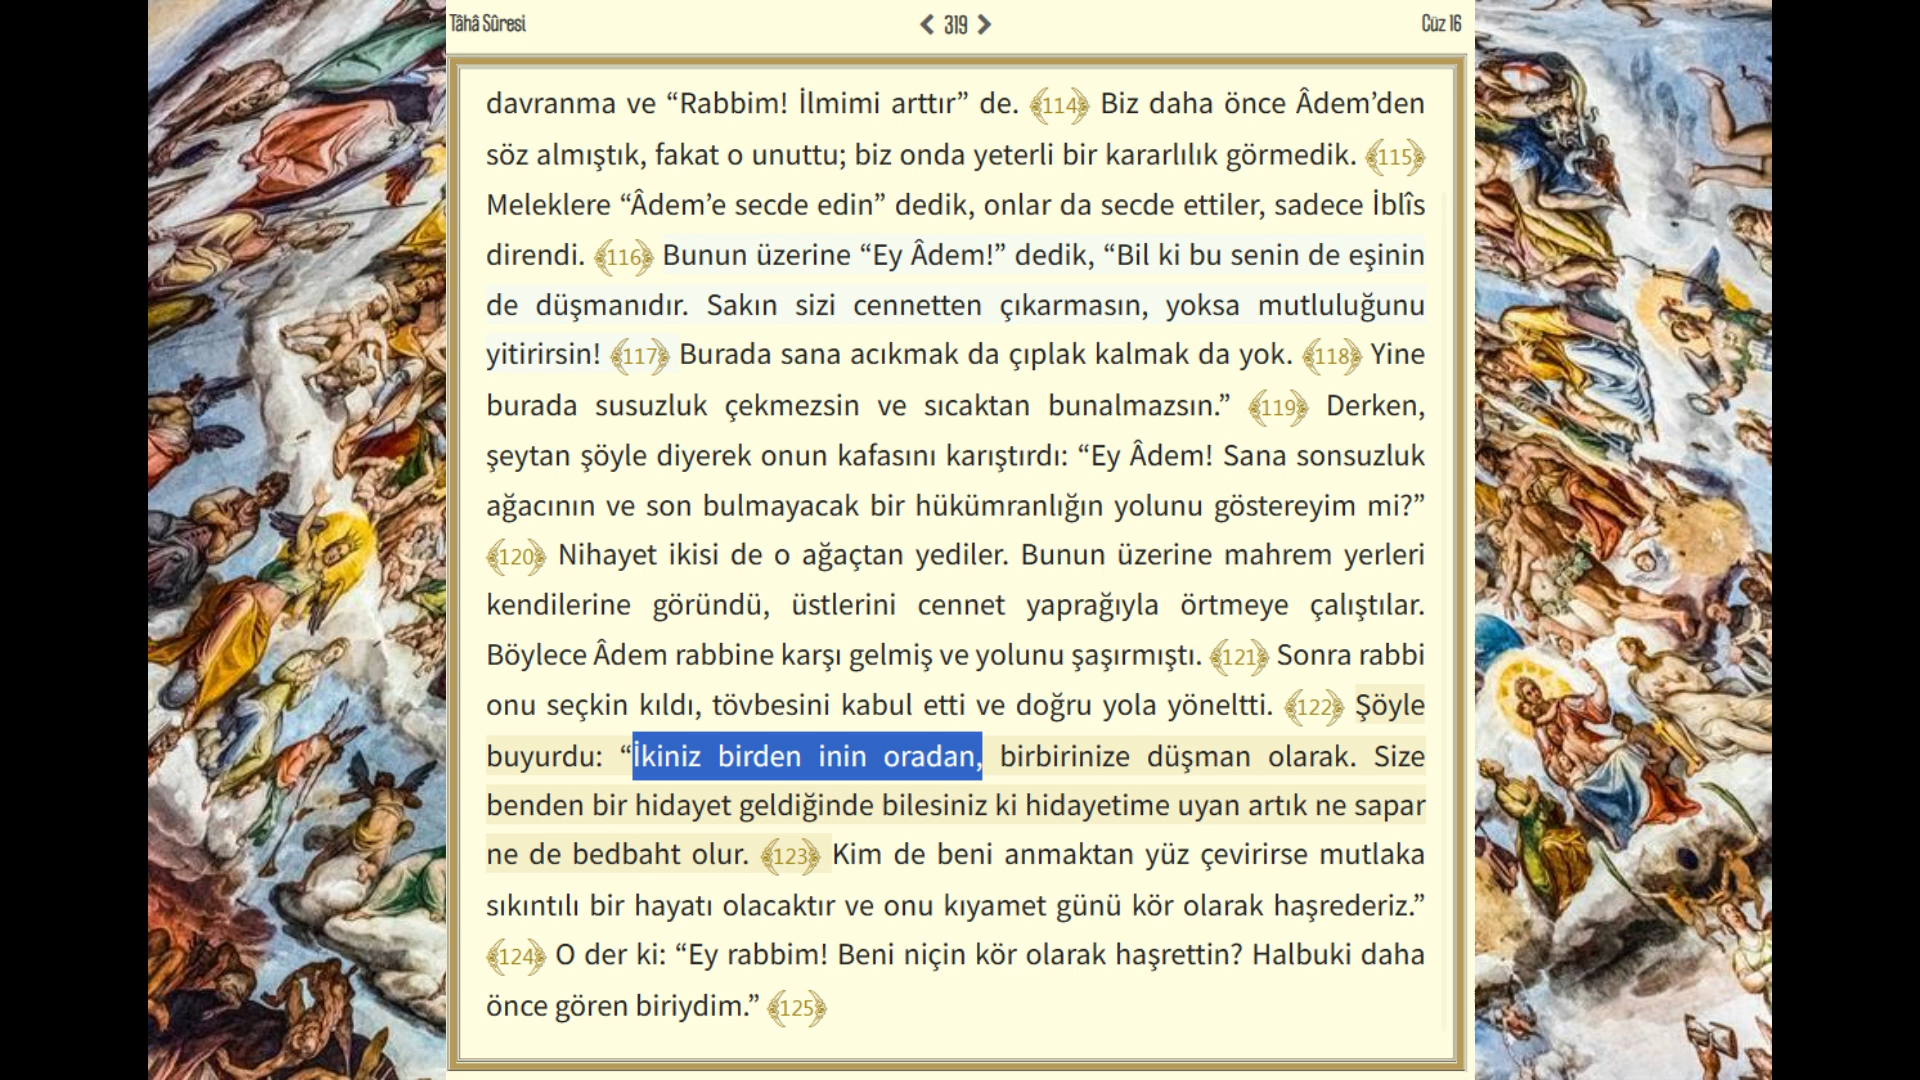 Tâhâ Sûresi
319
Cüz 16
davranma ve “Rabbim! İlmimi arttır” de. 114 Biz daha önce Âdem’den
söz almıştık, fakat o unuttu; biz onda yeterli bir kararlılık görmedik. 115
Meleklere “Âdem’e secde edin” dedik, onlar da secde ettiler, sadece İblîs
direndi. 116 Bunun üzerine “Ey Âdem!” dedik, “Bil ki bu senin de eşinin
de düşmanıdır. Sakın sizi cennetten çıkarmasın, yoksa mutluluğunu
yitirirsin! 117 Burada sana acıkmak da çıplak kalmak da yok. 118 Yine
burada susuzluk çekmezsin ve sıcaktan bunalmazsın.” 119 Derken,
şeytan şöyle diyerek onun kafasını karıştırdı: “Ey Âdem! Sana sonsuzluk
ağacının ve son bulmayacak bir hükümranlığın yolunu göstereyim mi?”
120 Nihayet ikisi de o ağaçtan yediler. Bunun üzerine mahrem yerleri
kendilerine göründü, üstlerini cennet yaprağıyla örtmeye çalıştılar.
Böylece Âdem rabbine karşı gelmiş ve yolunu şaşırmıştı. 121 Sonra rabbi
onu seçkin kıldı, tövbesini kabul etti ve doğru yola yöneltti. 122 Şöyle
buyurdu: “İkiniz birden inin oradan, birbirinize düşman olarak. Size
benden bir hidayet geldiğinde bilesiniz ki hidayetime uyan artık ne sapar
ne de bedbaht olur. 123 Kim de beni anmaktan yüz çevirirse mutlaka
sıkıntılı bir hayatı olacaktır ve onu kıyamet günü kör olarak haşrederiz.”
124 O der ki: “Ey rabbim! Beni niçin kör olarak haşrettin? Halbuki daha
önce gören biriydim.” 125